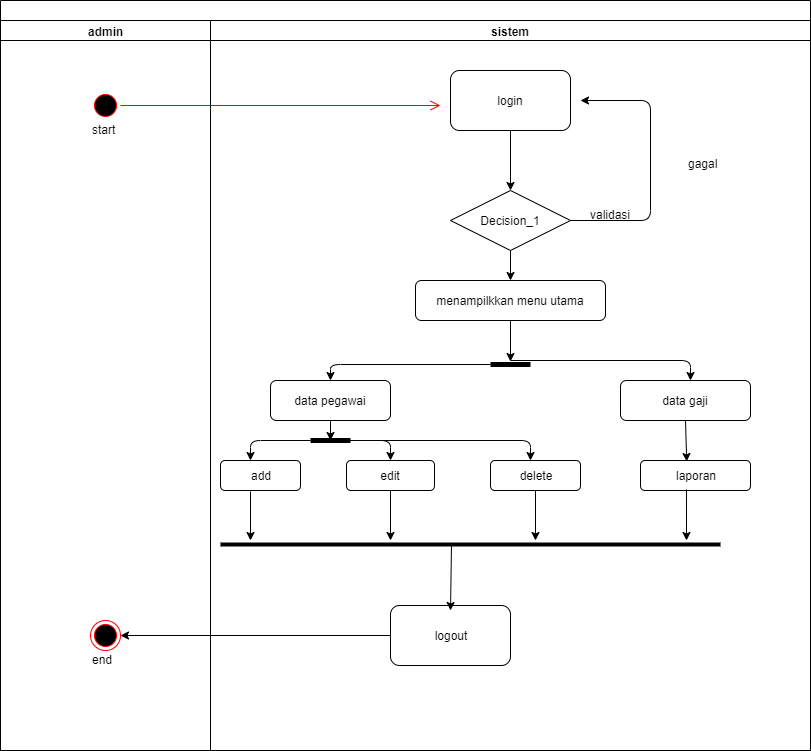 admin
sistem
login
start
gagal
validasi
Decision_1
menampilkkan menu utama
data pegawai
data gaji
add
edit
delete
laporan
logout
end